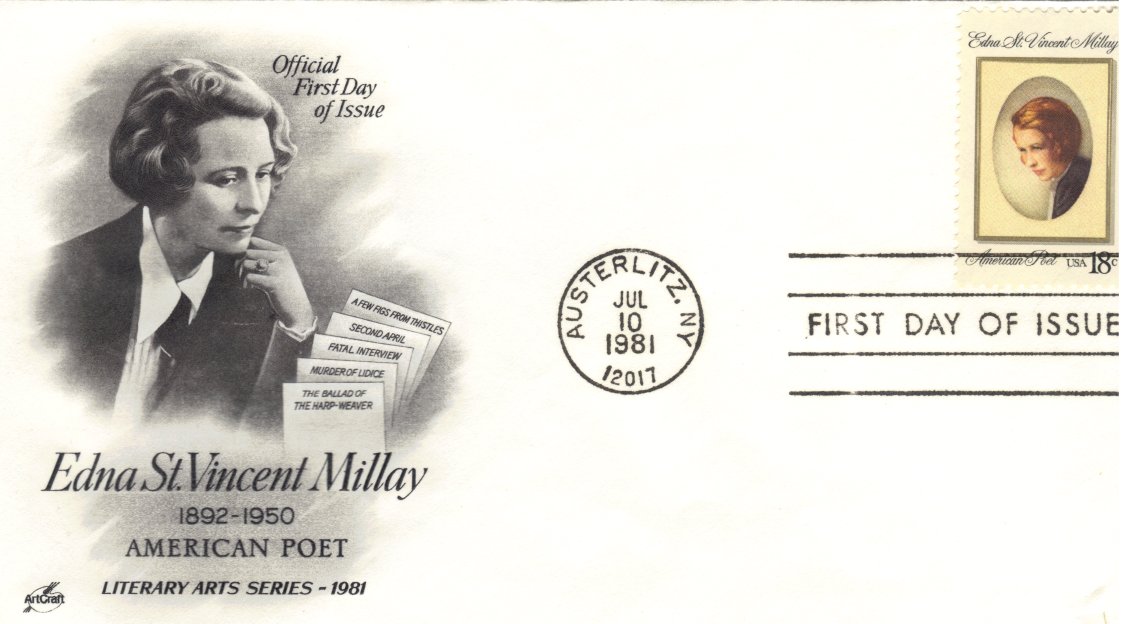 Official
First Day
of Issue
A FEW FIGS FROM THISTLES
SECOND APRIL
FATAL INTERVIEW
MURDER OF LIDICE
THE BALLAD OF
THE HARP-WEAVER
Edna St. Vincent Millay
1892-1950
AMERICAN POET
LITERARY ARTS SERIES - 1981
ArtCraft
AUSTERLITZ, NY
JUL
10
1981
12017
Edna St. Vincent Millay
American Poet USA 18c
FIRST DAY OF ISSUE